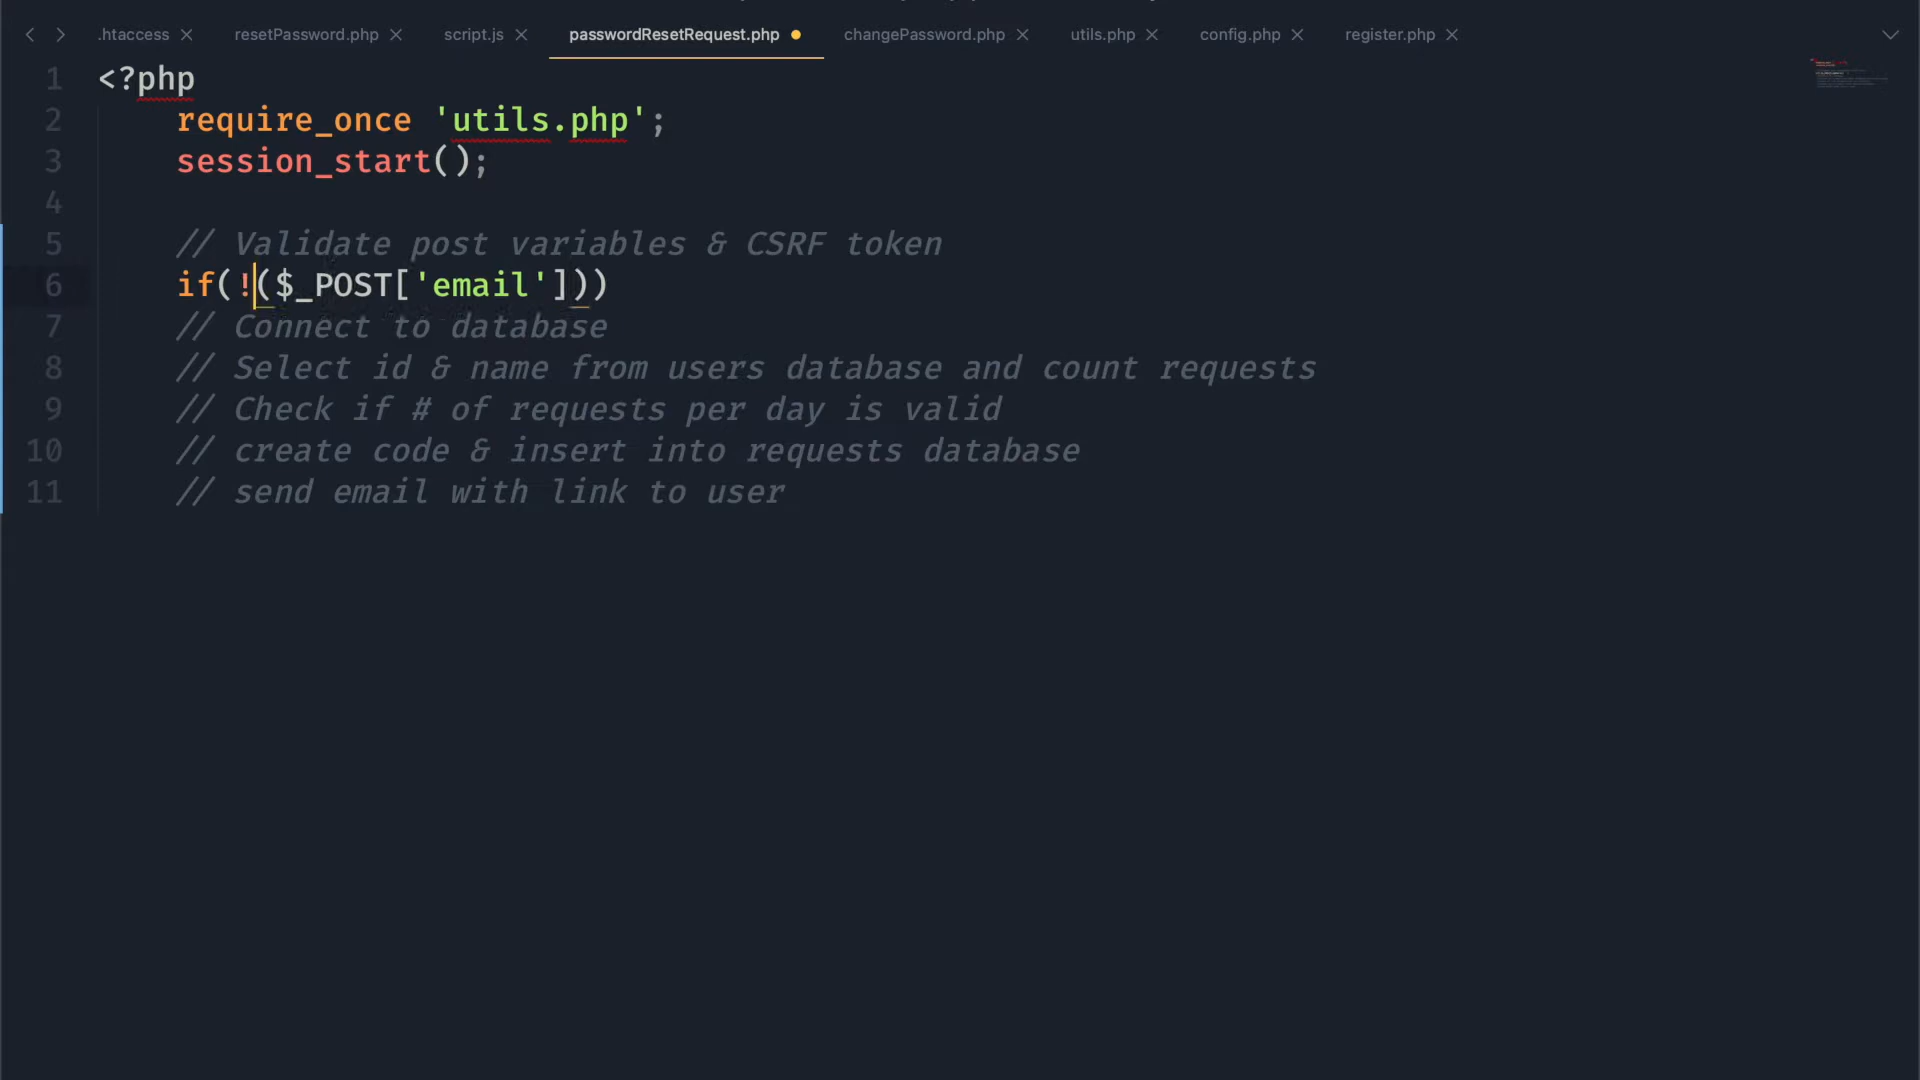 .htaccess resetPassword.php script.js passwordResetRequest.php changePassword.php utils.php config.php register.php
1 <?php
2 require_once 'utils.php';
3 session_start();
4
5 // Validate post variables & CSRF token
6 if(!($_POST['email']))
7 // Connect to database
8 // Select id & name from users database and count requests
9 // Check if # of requests per day is valid
10 // create code & insert into requests database
11 // send email with link to user